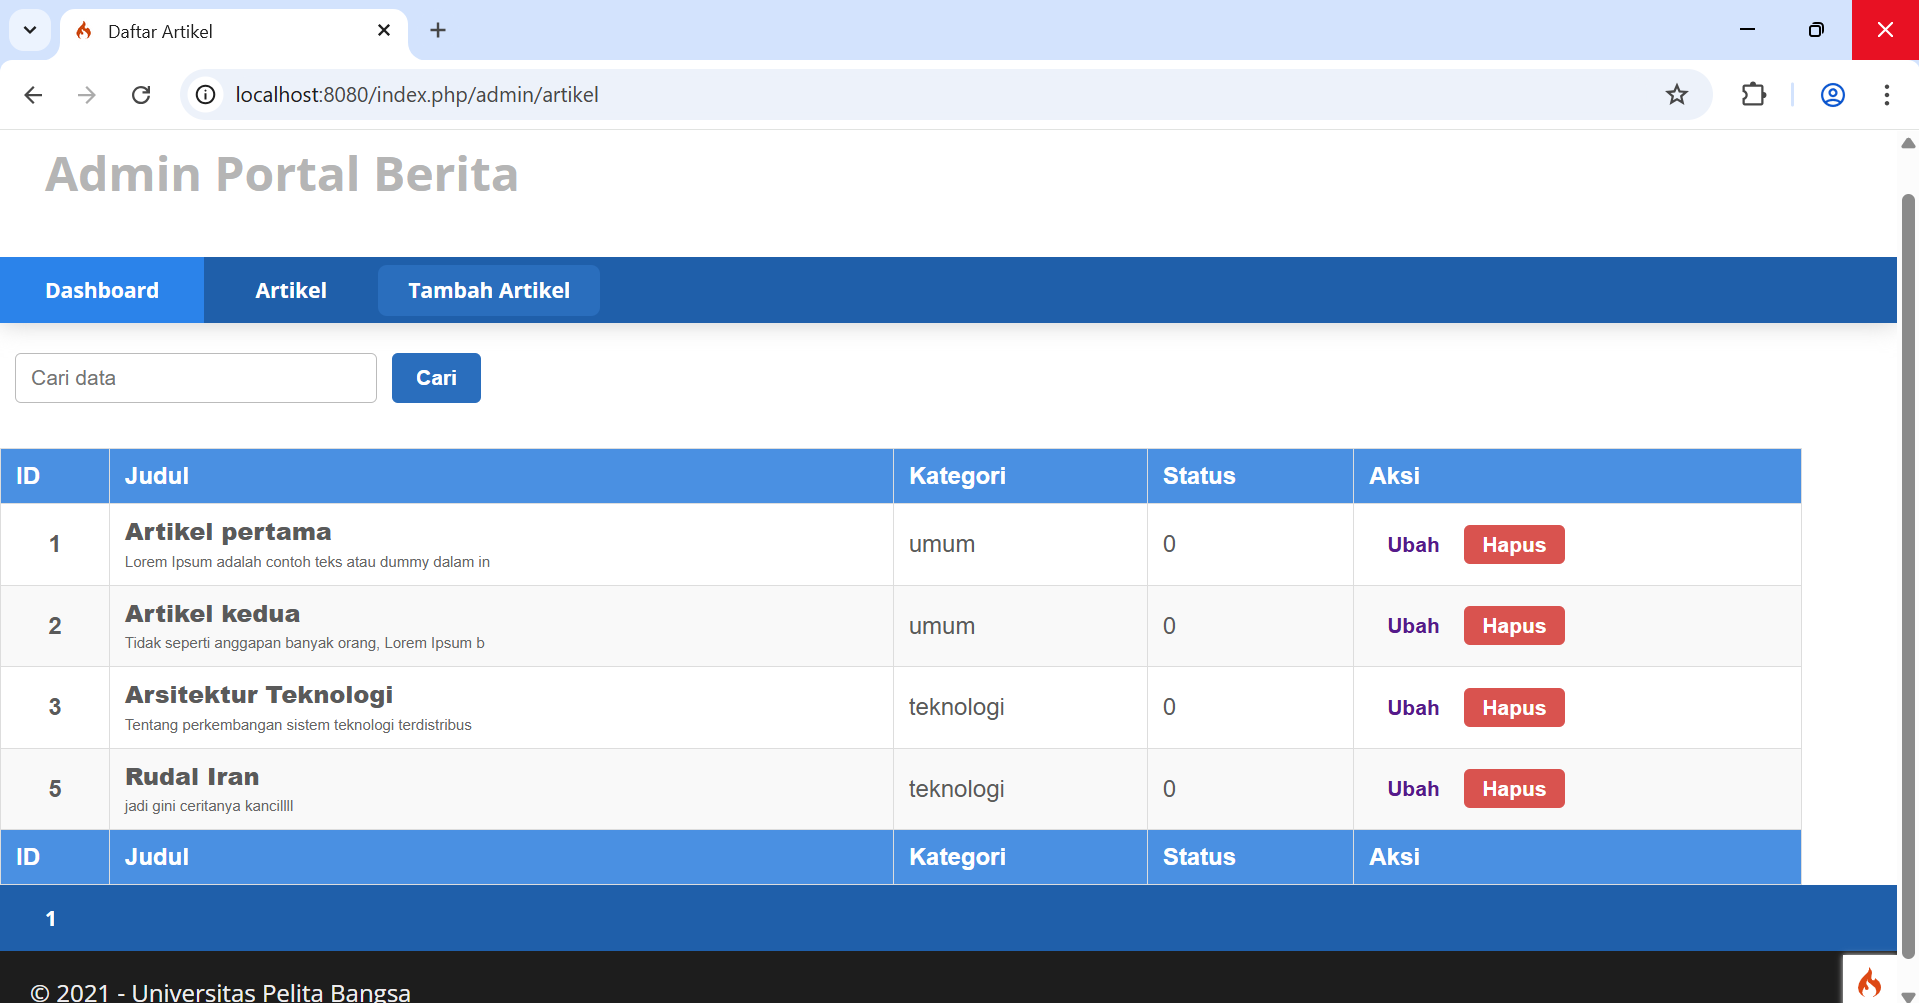 Daftar Artikel
localhost:8080/index.php/admin/artikel
Admin Portal Berita
Dashboard Artikel Tambah Artikel
Cari data Cari
ID Judul Kategori Status Aksi
1 Artikel pertama umum 0 Ubah Hapus
Lorem Ipsum adalah contoh teks atau dummy dalam in
2 Artikel kedua umum 0 Ubah Hapus
Tidak seperti anggapan banyak orang, Lorem Ipsum b
3 Arsitektur Teknologi teknologi 0 Ubah Hapus
Tentang perkembangan sistem teknologi terdistribus
5 Rudal Iran teknologi 0 Ubah Hapus
jadi gini ceritanya kancillll
ID Judul Kategori Status Aksi
1
© 2021 - Universitas Pelita Bangsa